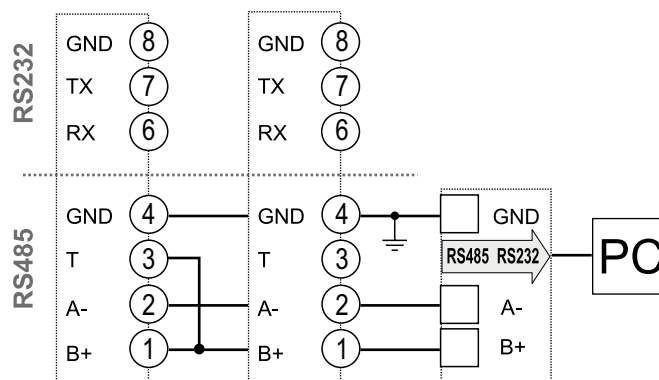 RS232
GND 8 GND 8
TX 7 TX 7
RX 6 RX 6
RS485
GND 4 GND 4 GND
T 3 T 3 RS485 RS232 PC
A- 2 A- 2 A-
B+ 1 B+ 1 B+